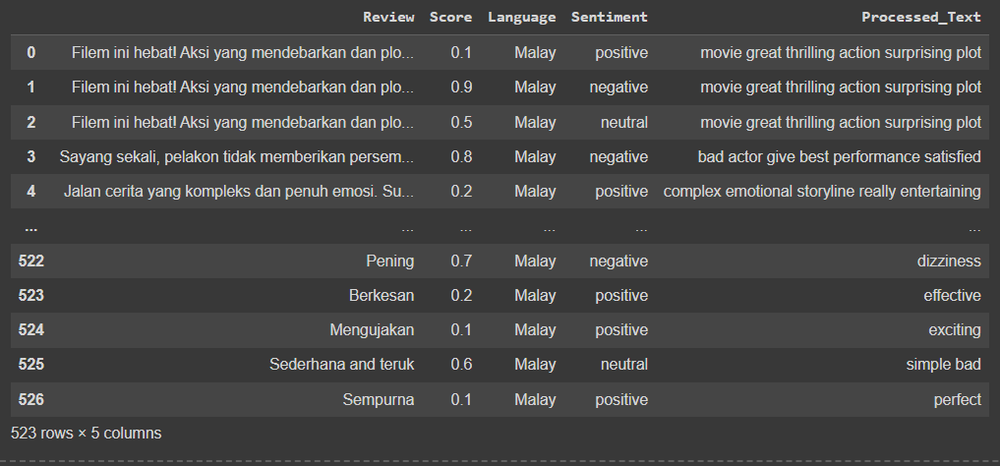 Review Score Language Sentiment Processed_Text
0 Filem ini hebat! Aksi yang mendebarkan dan plo... 0.1 Malay positive movie great thrilling action surprising plot
1 Filem ini hebat! Aksi yang mendebarkan dan plo... 0.9 Malay negative movie great thrilling action surprising plot
2 Filem ini hebat! Aksi yang mendebarkan dan plo... 0.5 Malay neutral movie great thrilling action surprising plot
3 Sayang sekali, pelakon tidak memberikan persem... 0.8 Malay negative bad actor give best performance satisfied
4 Jalan cerita yang kompleks dan penuh emosi. Su... 0.2 Malay positive complex emotional storyline really entertaining
... ... ... ... ... ...
522 Pening 0.7 Malay negative dizziness
523 Berkesan 0.2 Malay positive effective
524 Mengujakan 0.1 Malay positive exciting
525 Sederhana and teruk 0.6 Malay neutral simple bad
526 Sempurna 0.1 Malay positive perfect
523 rows × 5 columns